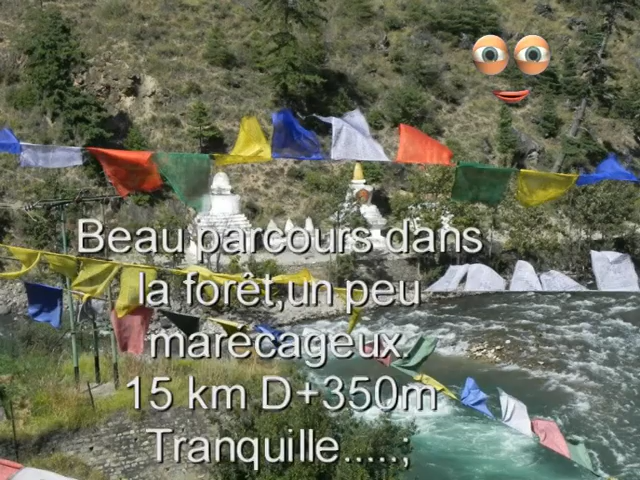 Beau parcours dans
la forêt,un peu
marécageux.
15 km D+350m
Tranquille.....;